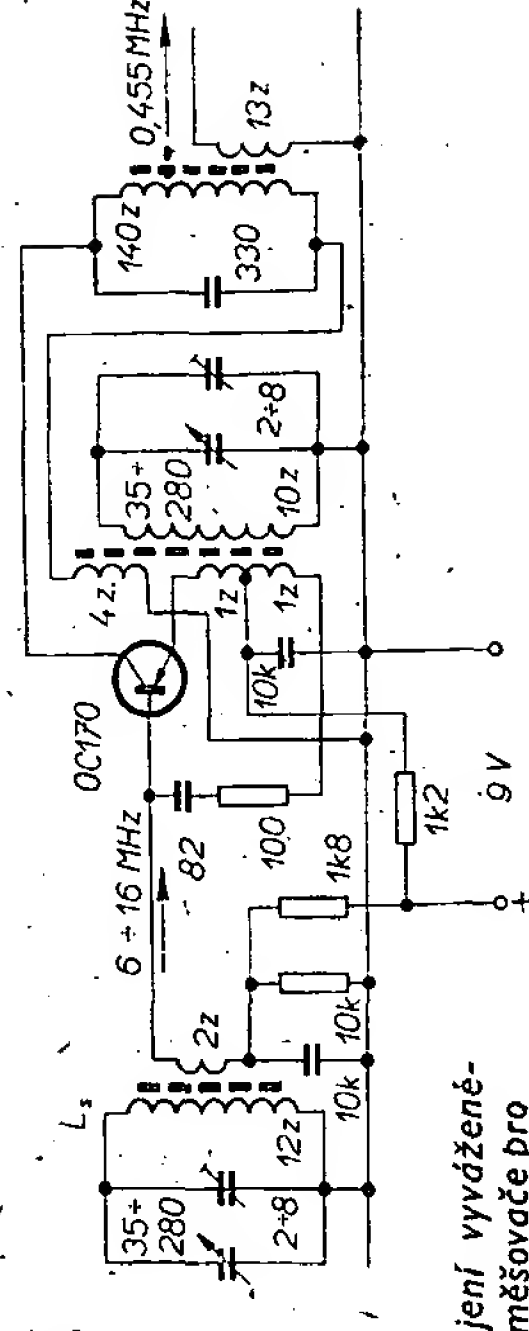 0,455 MHz
13z
140z
330
35÷
280
2÷8
10z
4z.
1z
1z
OC170
10k
6÷16 MHz
82
100
1k8
1k2
9V
+
2z
10k
10k
Ls
35÷
280
12z
2÷8
jení vyvážené-
měšovače pro